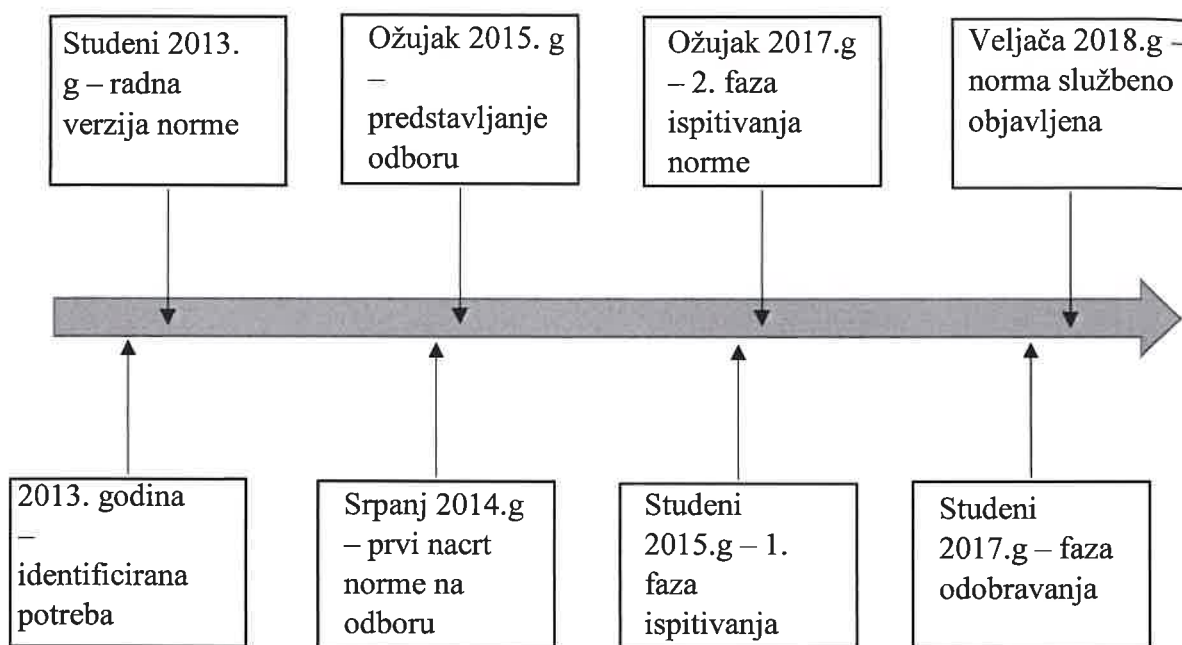 Studeni 2013.
g – radna
verzija norme
Ožujak 2015. g
–
predstavljanje
odboru
Ožujak 2017.g
– 2. faza
ispitivanja
norme
Veljača 2018.g –
norma službeno
objavljena
2013. godina
–
identificirana
potreba
Srpanj 2014.g
– prvi nacrt
norme na
odboru
Studeni
2015.g – 1.
faza
ispitivanja
Studeni
2017.g – faza
odobravanja